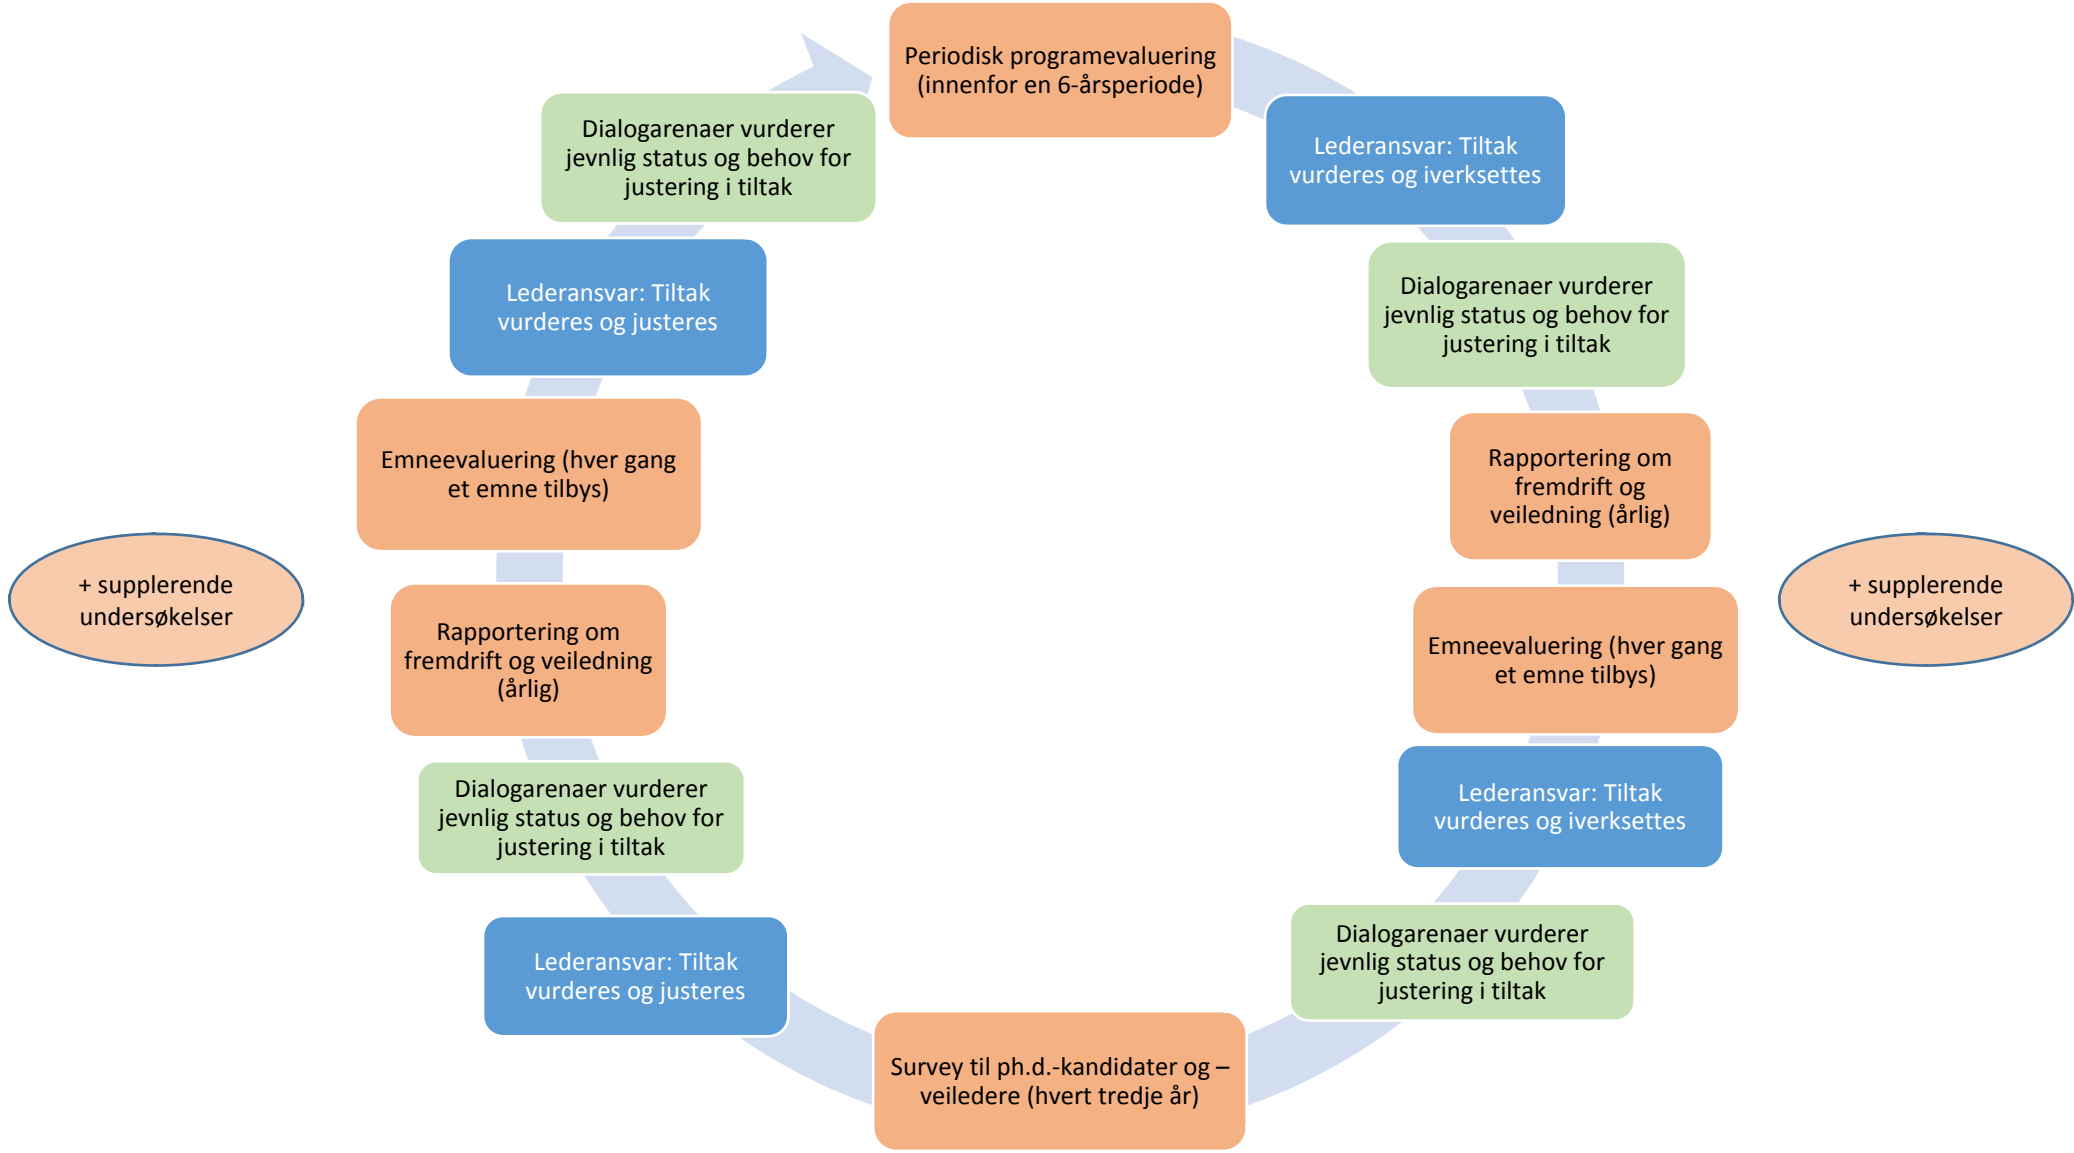 Periodisk programevaluering
(innenfor en 6-årsperiode)
Lederansvar: Tiltak
vurderes og iverksettes
Dialogarenaer vurderer
jevnlig status og behov for
justering i tiltak
Rapportering om
fremdrift og
veiledning (årlig)
Emneevaluering (hver gang
et emne tilbys)
Lederansvar: Tiltak
vurderes og iverksettes
Dialogarenaer vurderer
jevnlig status og behov for
justering i tiltak
Survey til ph.d.-kandidater og –
veiledere (hvert tredje år)
Lederansvar: Tiltak
vurderes og justeres
Dialogarenaer vurderer
jevnlig status og behov for
justering i tiltak
Rapportering om
fremdrift og veiledning
(årlig)
Emneevaluering (hver gang
et emne tilbys)
Lederansvar: Tiltak
vurderes og justeres
Dialogarenaer vurderer
jevnlig status og behov for
justering i tiltak
+ supplerende
undersøkelser
+ supplerende
undersøkelser